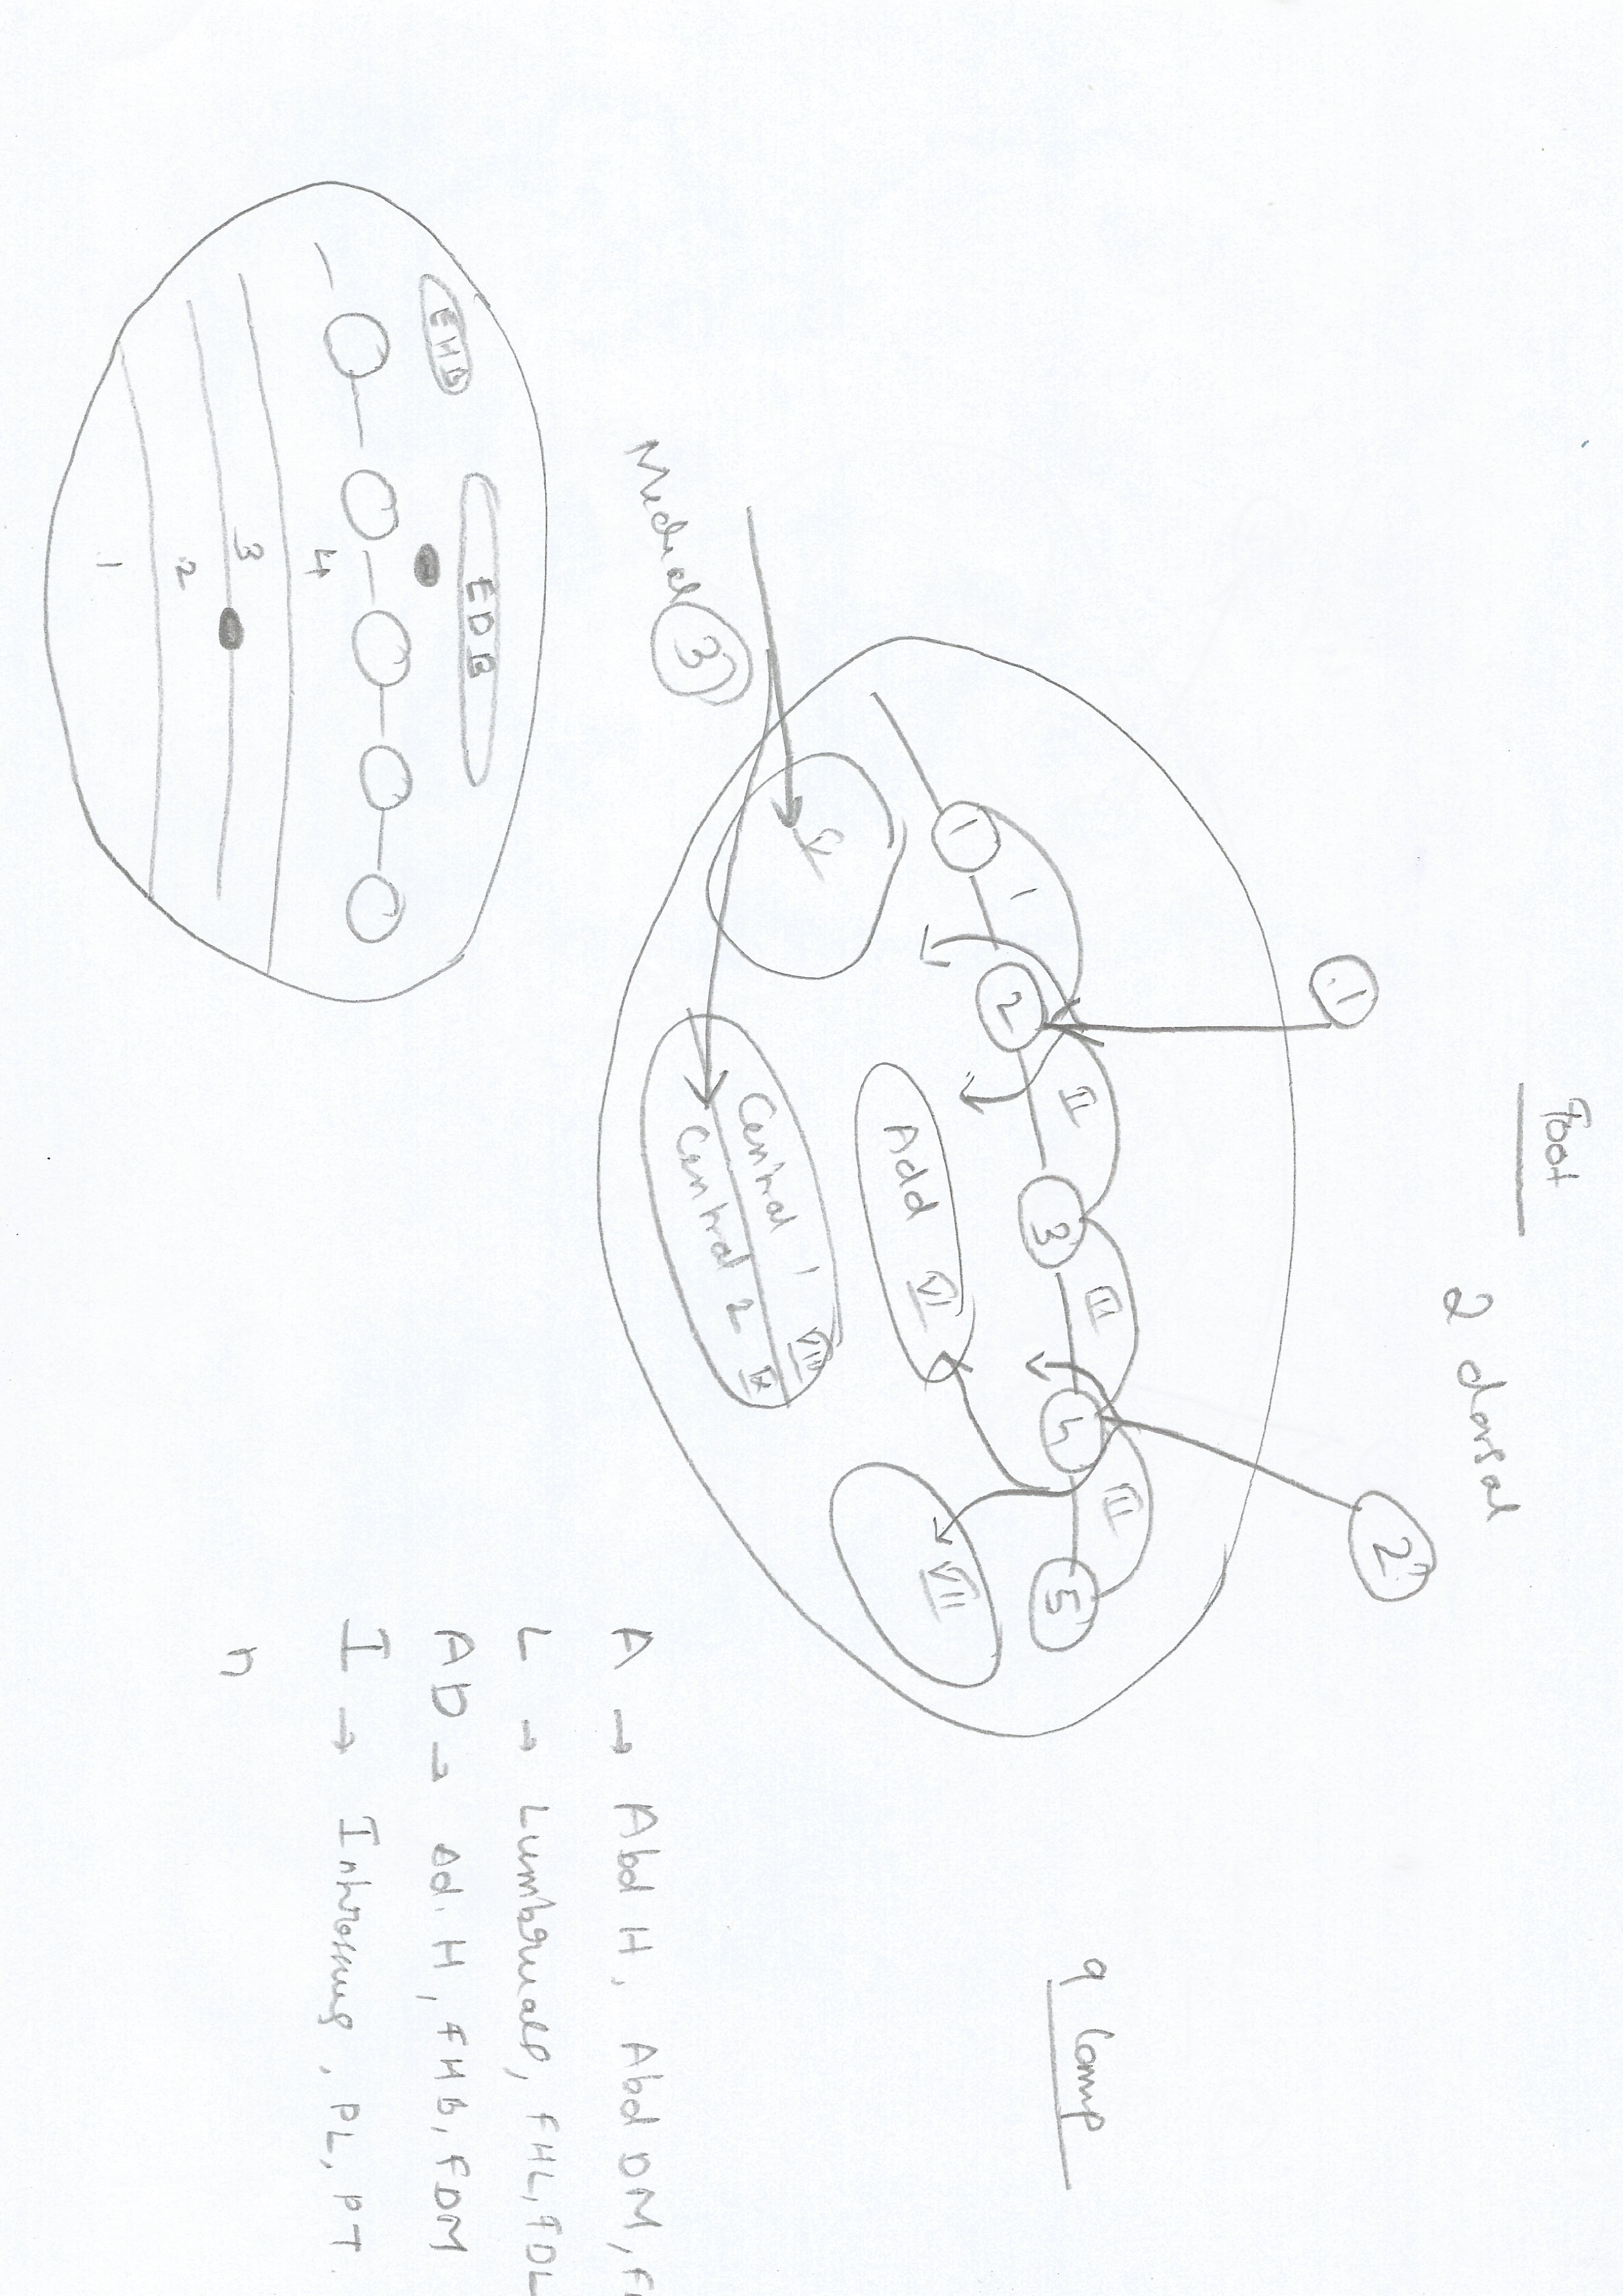 Foot
2 dorsal
1
2
I II III III
1 2 3 4 5
9 Comp
Add VI
VII
V
Central 1 VIII
Central 2 IX
Medial 3
A → Abd H, Abd DM, F
L → Lumbricals, FHL, FDL
AD → Ad. H, FHB, FDM
I → Introssus, PL, PT.
n
EHB EDB
4
3
2
1